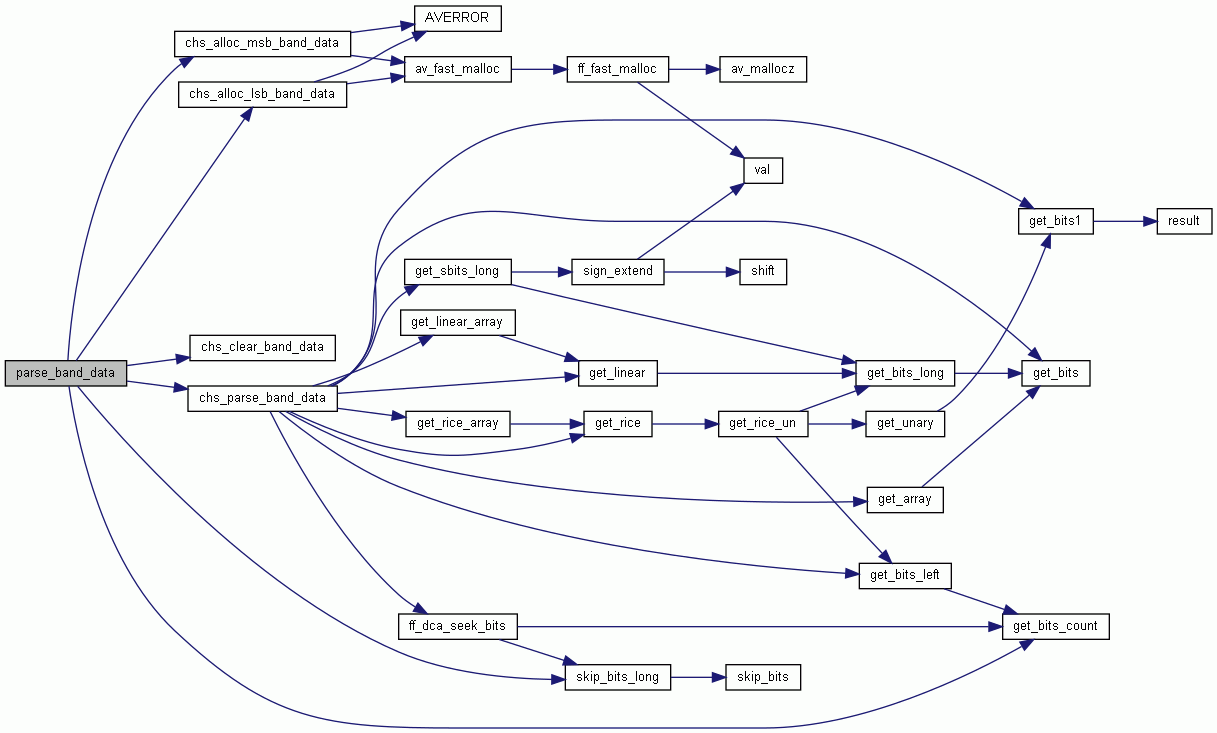 AVERROR
chs_alloc_msb_band_data
av_fast_malloc
ff_fast_malloc
av_mallocz
chs_alloc_lsb_band_data
val
get_bits1
result
get_sbits_long
sign_extend
shift
get_linear_array
chs_clear_band_data
parse_band_data
get_linear
get_bits_long
get_bits
chs_parse_band_data
get_rice_array
get_rice
get_rice_un
get_unary
get_array
get_bits_left
ff_dca_seek_bits
get_bits_count
skip_bits_long
skip_bits